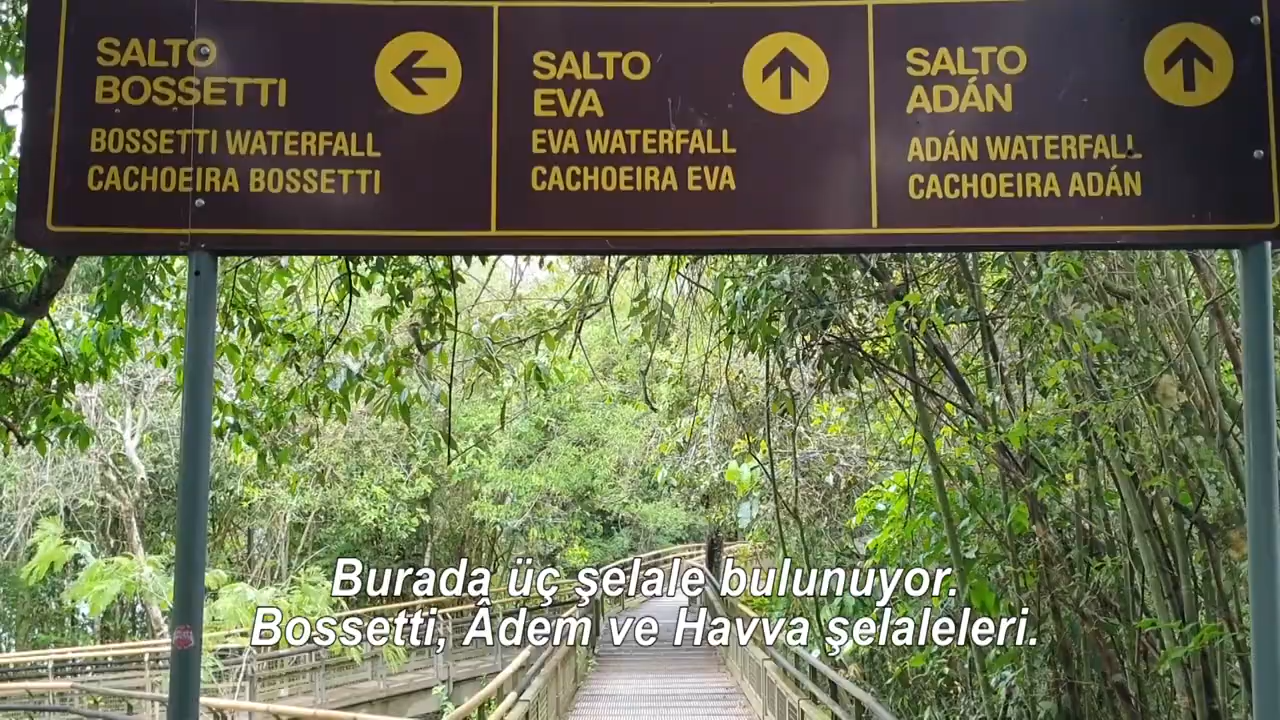 SALTO
BOSSETTI
BOSSETTI WATERFALL
CACHOEIRA BOSSETTI
SALTO
EVA
EVA WATERFALL
CACHOEIRA EVA
SALTO
ADÁN
ADÁN WATERFALL
CACHOEIRA ADÁN
Burada üç şelale bulunuyor.
Bossetti, Âdem ve Havva şelaleleri.